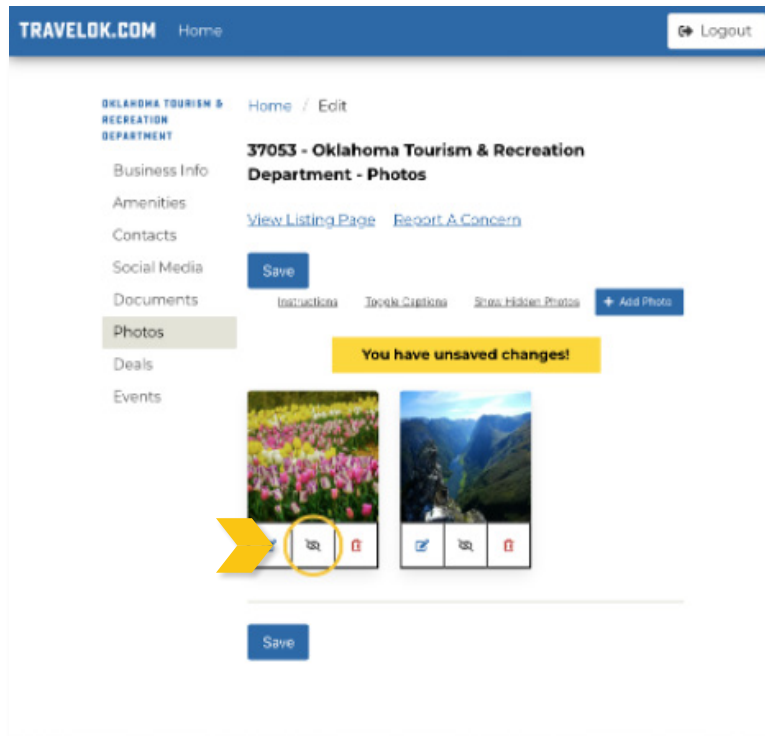 TRAVELOK.COM Home
Logout
OKLAHOMA TOURISM &
RECREATION
DEPARTMENT
Business Info
Amenities
Contacts
Social Media
Documents
Photos
Deals
Events
Home / Edit
37053 - Oklahoma Tourism & Recreation
Department - Photos
View Listing Page Report A Concern
Save
Instructions Toggle Captions Show Hidden Photos + Add Photo
You have unsaved changes!
Save